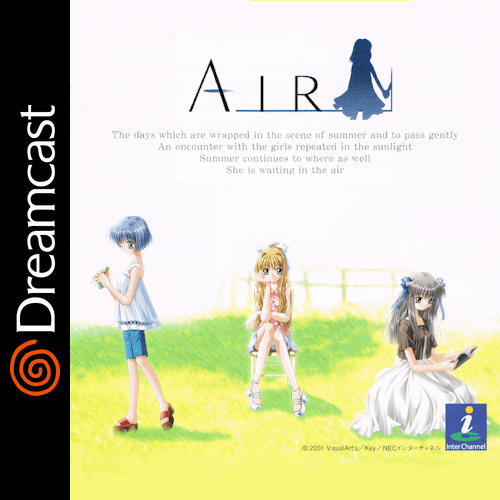 Dreamcast
AIR
The days which are wrapped in the scene of summer and to pass gently
An encounter with the girls repeated in the sunlight
Summer continues to where as well
She is waiting in the air
i
InterChannel
© 2001 VisualArt's／Key／NECインターチャネル